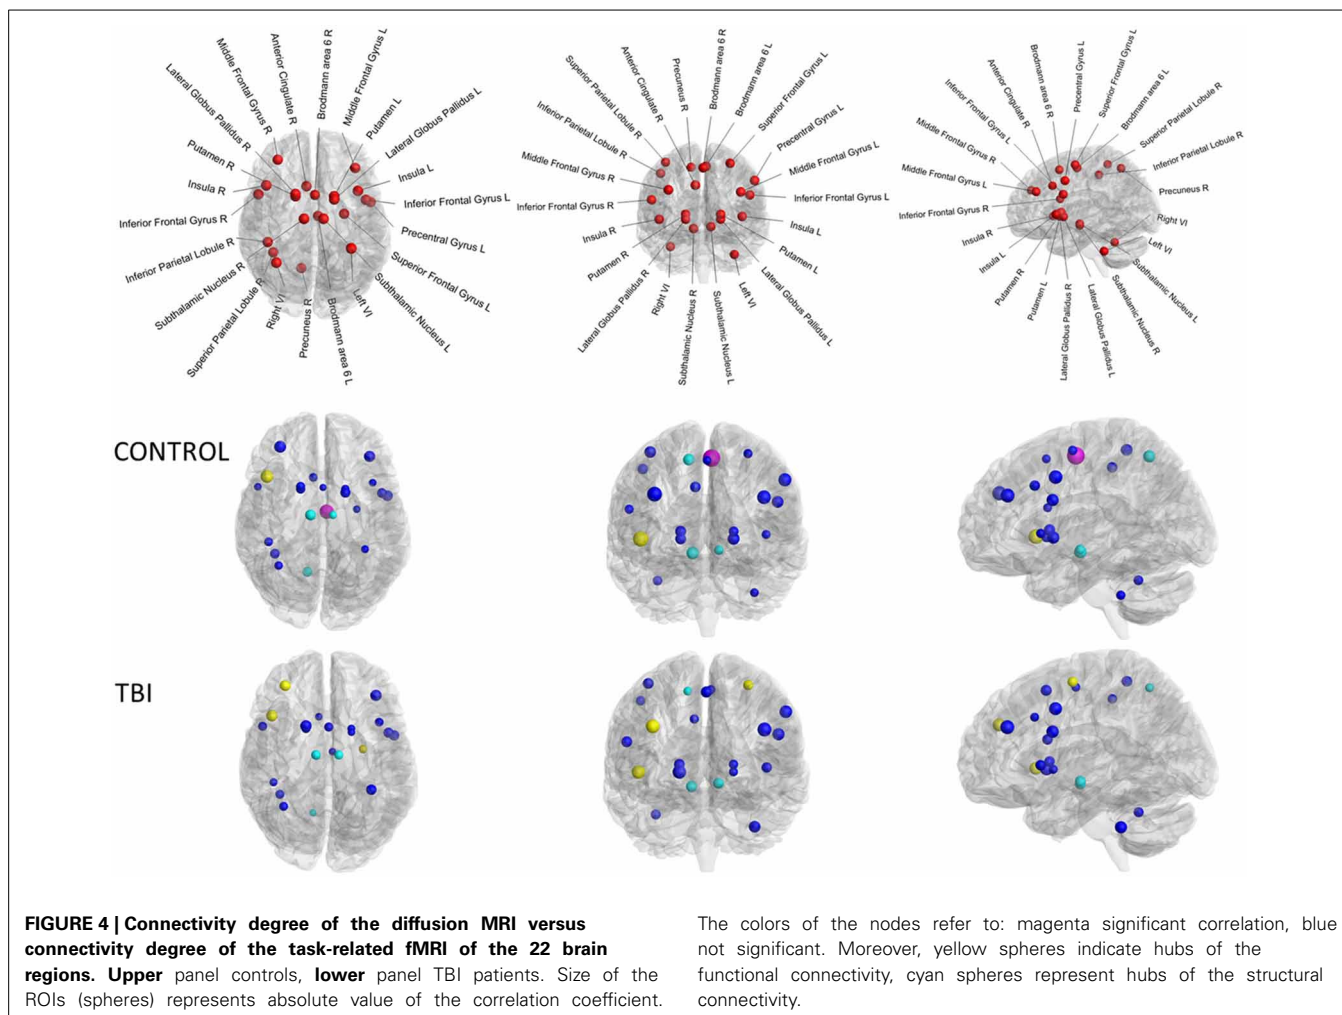 Lateral Globus Pallidus R
Middle Frontal Gyrus R
Anterior Cingulate R
Brodmann area 6 R
Middle Frontal Gyrus L
Putamen L
Lateral Globus Pallidus L
Putamen R
Insula R
Insula L
Inferior Frontal Gyrus L
Inferior Frontal Gyrus R
Precentral Gyrus L
Inferior Parietal Lobule R
Superior Frontal Gyrus L
Subthalamic Nucleus R
Subthalamic Nucleus L
Superior Parietal Lobule R
Right VI
Precuneus R
Brodmann area 6 L
Left VI
Superior Parietal Lobule R
Anterior Cingulate R
Precuneus R
Brodmann area 6 R
Brodmann area 6 L
Superior Frontal Gyrus L
Inferior Parietal Lobule R
Precentral Gyrus L
Middle Frontal Gyrus R
Middle Frontal Gyrus L
Inferior Frontal Gyrus R
Inferior Frontal Gyrus L
Insula R
Insula L
Putamen R
Putamen L
Lateral Globus Pallidus R
Lateral Globus Pallidus L
Right VI
Subthalamic Nucleus R
Subthalamic Nucleus L
Left VI
Middle Frontal Gyrus L
Middle Frontal Gyrus R
Inferior Frontal Gyrus L
Anterior Cingulate R
Brodmann area 6 R
Precentral Gyrus L
Superior Frontal Gyrus L
Brodmann area 6 L
Superior Parietal Lobule R
Inferior Parietal Lobule R
Precuneus R
Inferior Frontal Gyrus R
Right VI
Insula R
Left VI
Insula L
Subthalamic Nucleus L
Putamen R
Putamen L
Lateral Globus Pallidus R
Lateral Globus Pallidus L
Subthalamic Nucleus R
CONTROL
TBI
FIGURE 4 | Connectivity degree of the diffusion MRI versus
connectivity degree of the task-related fMRI of the 22 brain
regions. Upper panel controls, lower panel TBI patients. Size of the
ROIs (spheres) represents absolute value of the correlation coefficient.
The colors of the nodes refer to: magenta significant correlation, blue
not significant. Moreover, yellow spheres indicate hubs of the
functional connectivity, cyan spheres represent hubs of the structural
connectivity.